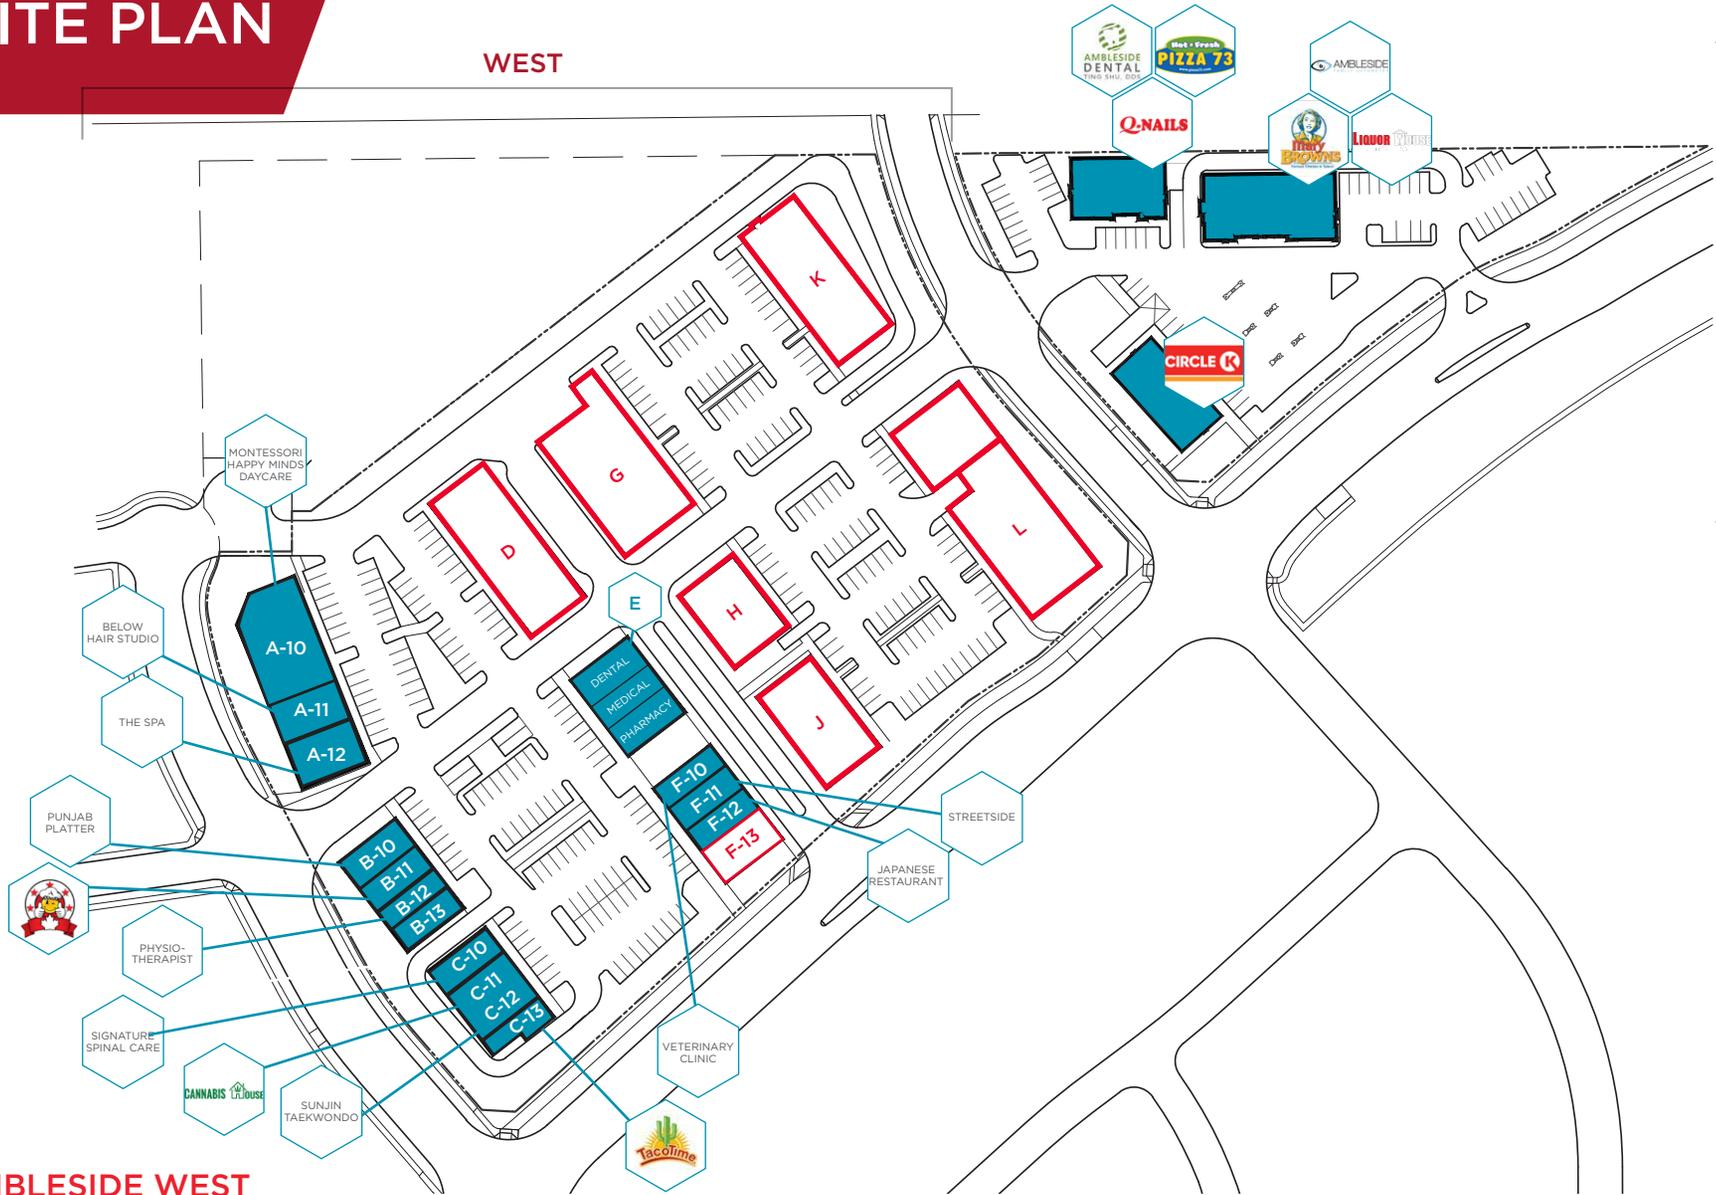 ITE PLAN
WEST
AMBLESIDE
DENTAL
TING SHU, DDS
Hot & Fresh
PIZZA 73
Q-NAILS
AMBLESIDE
Mary
BROWNS
LIQUOR HOUSE
CIRCLE K
K
G
D
L
H
J
E
MONTESSORI
HAPPY MINDS
DAYCARE
BELOW
HAIR STUDIO
THE SPA
A-10
A-11
A-12
DENTAL
MEDICAL
PHARMACY
F-10
F-11
F-12
F-13
STREETSIDE
JAPANESE
RESTAURANT
PUNJAB
PLATTER
B-10
B-11
B-12
B-13
PHYSIO-
THERAPIST
C-10
C-11
C-12
C-13
SIGNATURE
SPINAL CARE
CANNABIS HOUSE
SUNJIN
TAEKWONDO
VETERINARY
CLINIC
TacoTime
MBLESIDE WEST